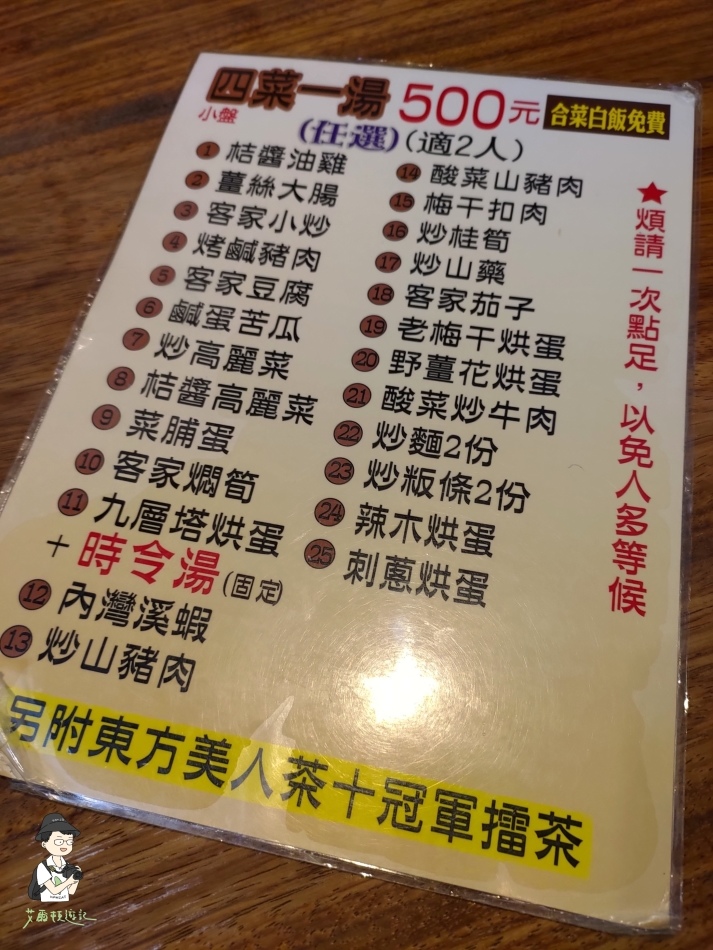 四菜一湯 500元 合菜白飯免費
小盤
(任選)(適2人)
1 桔醬油雞
2 薑絲大腸
3 客家小炒
4 烤鹹豬肉
5 客家豆腐
6 鹹蛋苦瓜
7 炒高麗菜
8 桔醬高麗菜
9 菜脯蛋
10 客家燜筍
11 九層塔烘蛋
+時令湯(固定)
12 內灣溪蝦
13 炒山豬肉
14 酸菜山豬肉
15 梅干扣肉
16 炒桂筍
17 炒山藥
18 客家茄子
19 老梅干烘蛋
20 野薑花烘蛋
21 酸菜炒牛肉
22 炒麵2份
23 炒粄條2份
24 辣木烘蛋
25 刺蔥烘蛋
★煩請一次點足，以免人多等候
另附東方美人茶十冠軍擂茶
艾爾頓遊記